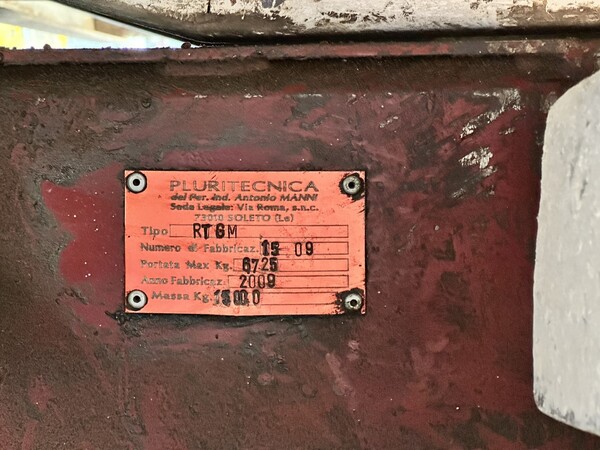 PLURITECNICA
del Per. Ind. Antonio MANNI
Sede Legale: Via Roma, s.n.c.
73010 SOLETO (Le)
Tipo RTGM
Numero di Fabbricaz. 15 09
Portata Max Kg. 6725
Anno Fabbricaz. 2009
Massa Kg.